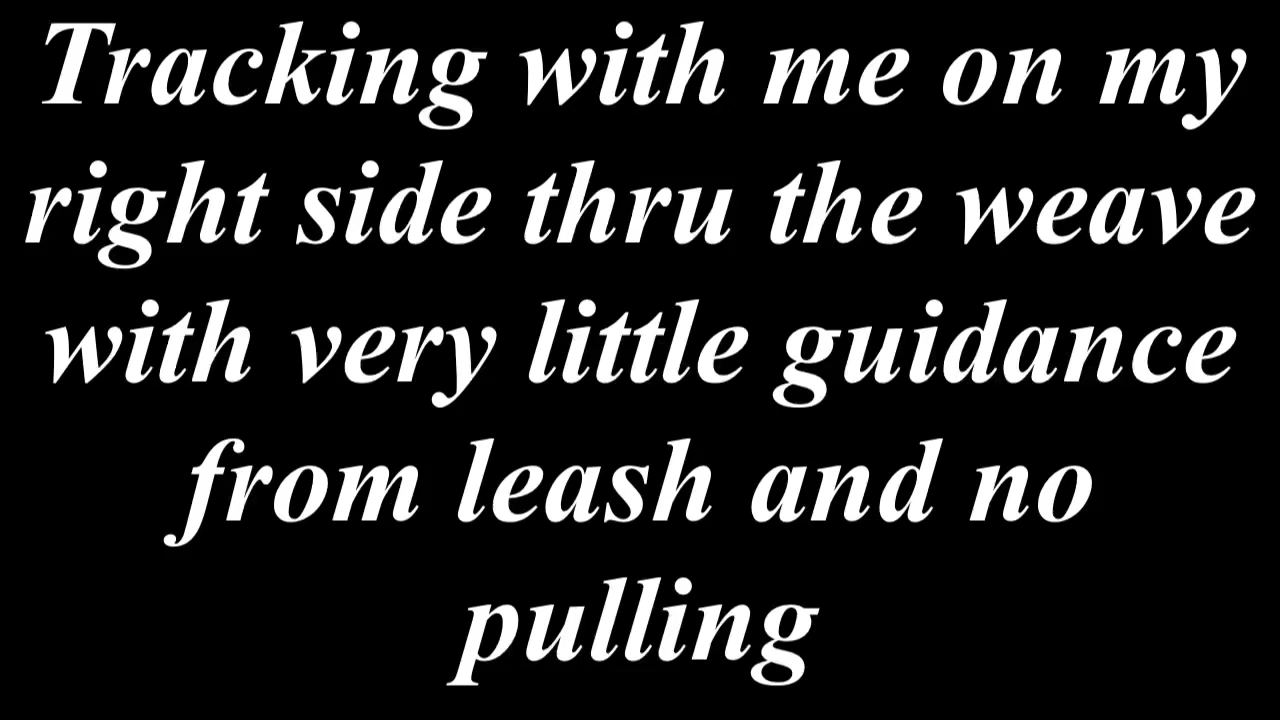 Tracking with me on my
right side thru the weave
with very little guidance
from leash and no
pulling